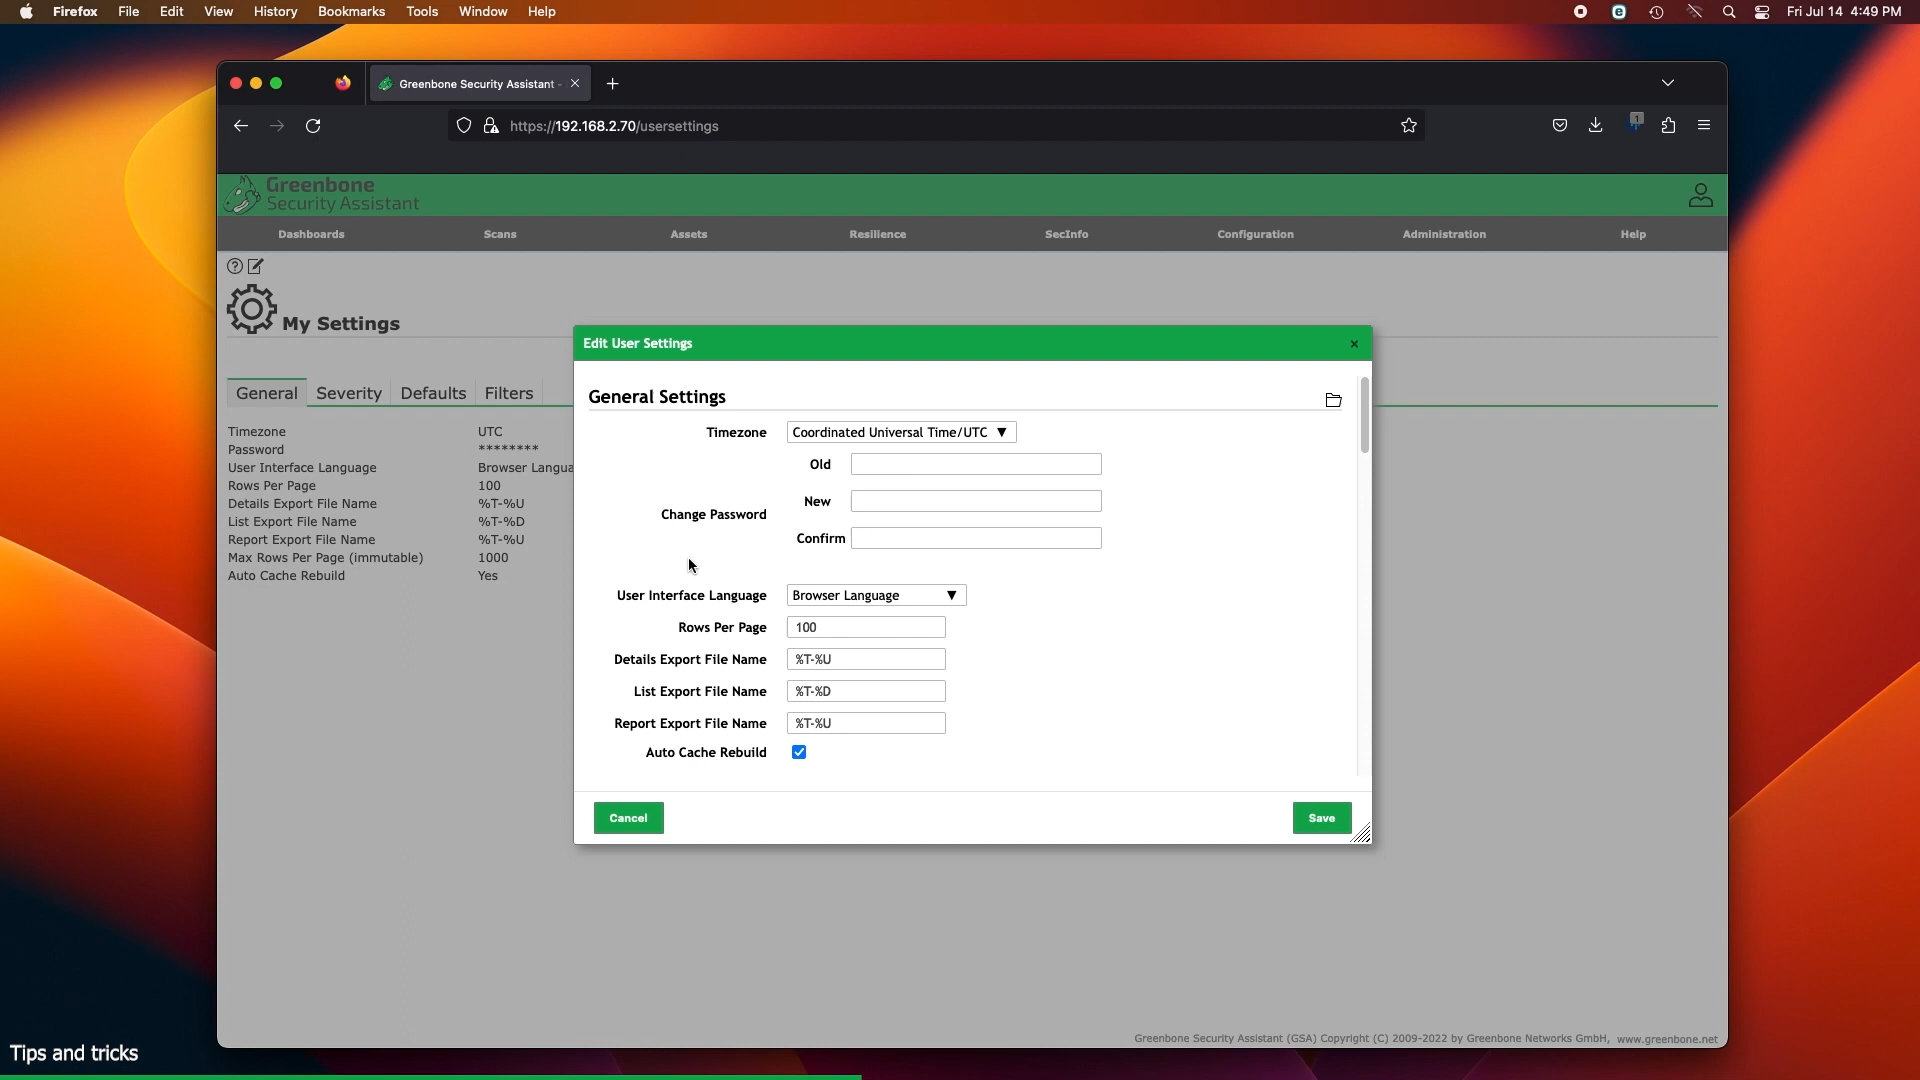 Firefox File Edit View History Bookmarks Tools Window Help
Fri Jul 14 4:49 PM
Greenbone Security Assistant -
https://192.168.2.70/usersettings
1
Greenbone
Security Assistant
Dashboards Scans Assets Resilience SecInfo Configuration Administration Help
My Settings
General Severity Defaults Filters
Timezone UTC
Password ********
User Interface Language Browser Langua
Rows Per Page 100
Details Export File Name %T-%U
List Export File Name %T-%D
Report Export File Name %T-%U
Max Rows Per Page (immutable) 1000
Auto Cache Rebuild Yes
Edit User Settings ×
General Settings
Timezone Coordinated Universal Time/UTC ▼
Old
New
Change Password
Confirm
User Interface Language Browser Language ▼
Rows Per Page 100
Details Export File Name %T-%U
List Export File Name %T-%D
Report Export File Name %T-%U
Auto Cache Rebuild
Cancel Save
Greenbone Security Assistant (GSA) Copyright (C) 2009-2022 by Greenbone Networks GmbH, www.greenbone.net
Tips and tricks